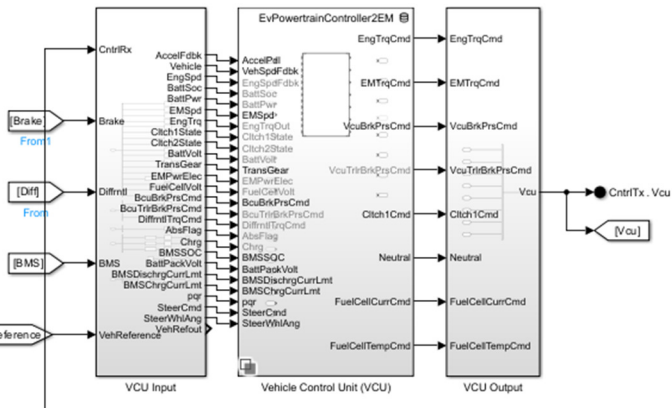 EvPowertrainController2EM
CntrlRx
[Brake]
From1
Brake
[Diff]
From
Diffrntl
[BMS]
BMS
eference
VehReference
AccelFdbk
Vehicle
EngSpd
BattSoc
BattPwr
EMSpd
EngTrq
Cltch1State
Cltch2State
BattVolt
TransGear
EMPwrElec
FuelCellVolt
BcuBrkPrsCmd
BcuTrlrBrkPrsCmd
DiffrntlTrqCmd
AbsFlag
Chrg
BMSSOC
BattPackVolt
BMSDischrgCurrLmt
BMSChrgCurrLmt
pqr
SteerCmd
SteerWhlAng
VehRefout
VCU Input
AccelPdl
VehSpdFdbk
EngSpdFdbk
BattSoc
BattPwr
EMSpd
EngTrqOut
Cltch1State
Cltch2State
BattVolt
TransGear
EMPwrElec
FuelCellVolt
BcuBrkPrsCmd
BcuTrlrBrkPrsCmd
DiffrntlTrqCmd
AbsFlag
Chrg
BMSSOC
BattPackVolt
BMSDischrgCurrLmt
BMSChrgCurrLmt
pqr
SteerCmd
SteerWhlAng
EngTrqCmd
EMTrqCmd
VcuBrkPrsCmd
VcuTrlrBrkPrsCmd
Cltch1Cmd
Neutral
FuelCellCurrCmd
FuelCellTempCmd
Vehicle Control Unit (VCU)
EngTrqCmd
EMTrqCmd
VcuBrkPrsCmd
VcuTrlrBrkPrsCmd
Cltch1Cmd
Neutral
FuelCellCurrCmd
FuelCellTempCmd
Vcu
VCU Output
CntrlTx . Vcu
[Vcu]